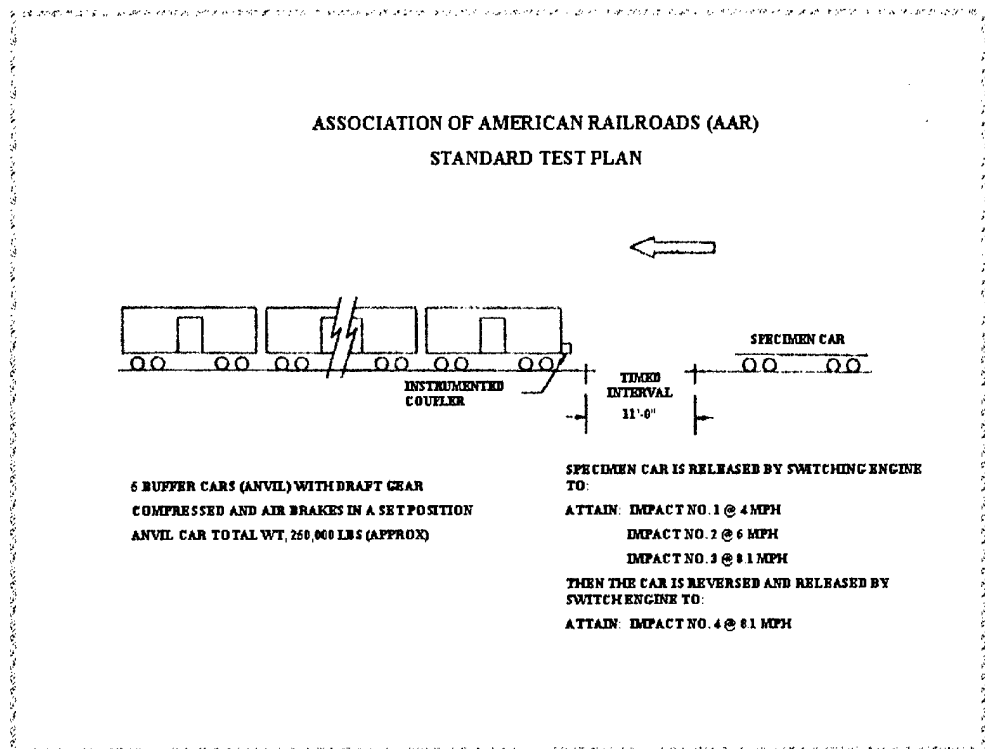 ASSOCIATION OF AMERICAN RAILROADS (AAR)
STANDARD TEST PLAN
SPECIMEN CAR
INSTRUMENTED
COUPLER
TIMED
INTERVAL
11'-0"
6 BUFFER CARS (ANVIL) WITH DRAFT GEAR
COMPRESSED AND AIR BRAKES IN A SET POSITION
ANVIL CAR TOTAL WT, 250,000 LBS (APPROX)
SPECIMEN CAR IS RELEASED BY SWITCHING ENGINE
TO:
ATTAIN: IMPACT NO. 1 @ 4 MPH
IMPACT NO. 2 @ 6 MPH
IMPACT NO. 3 @ 8.1 MPH
THEN THE CAR IS REVERSED AND RELEASED BY
SWITCH ENGINE TO:
ATTAIN: IMPACT NO. 4 @ 8.1 MPH